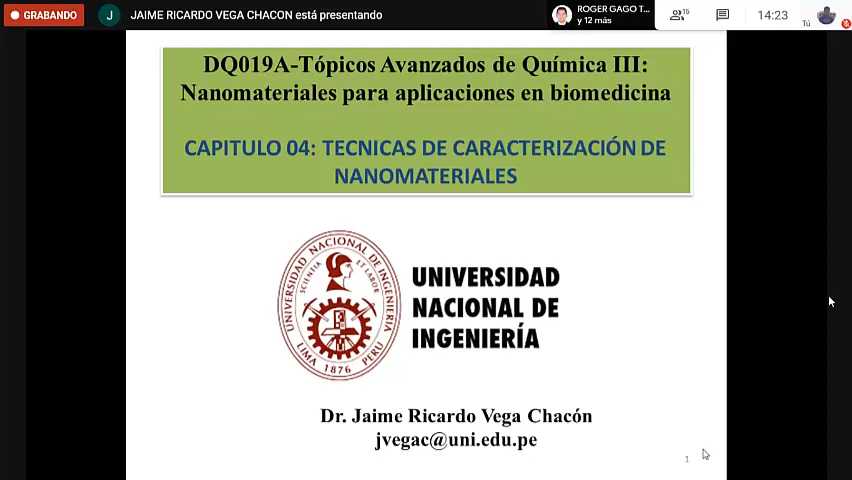 GRABANDO
J
JAIME RICARDO VEGA CHACON está presentando
ROGER GAGO T...
y 12 más
15
14:23
Tú
DQ019A-Tópicos Avanzados de Química III:
Nanomateriales para aplicaciones en biomedicina
CAPITULO 04: TECNICAS DE CARACTERIZACIÓN DE
NANOMATERIALES
UNIVERSIDAD NACIONAL DE INGENIERIA
SCIENTIA ET LABOR
LIMA 1876 PERU
UNIVERSIDAD
NACIONAL DE
INGENIERÍA
Dr. Jaime Ricardo Vega Chacón
jvegac@uni.edu.pe
1